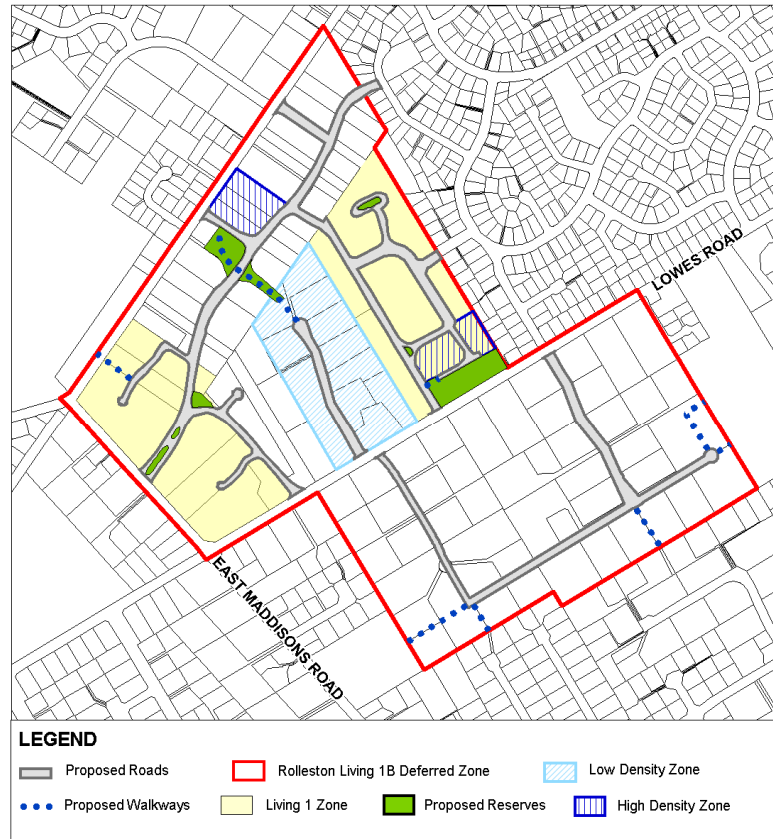 LOWES ROAD
EAST MADDISONS ROAD
LEGEND
Proposed Roads
Rolleston Living 1B Deferred Zone
Low Density Zone
Proposed Walkways
Living 1 Zone
Proposed Reserves
High Density Zone